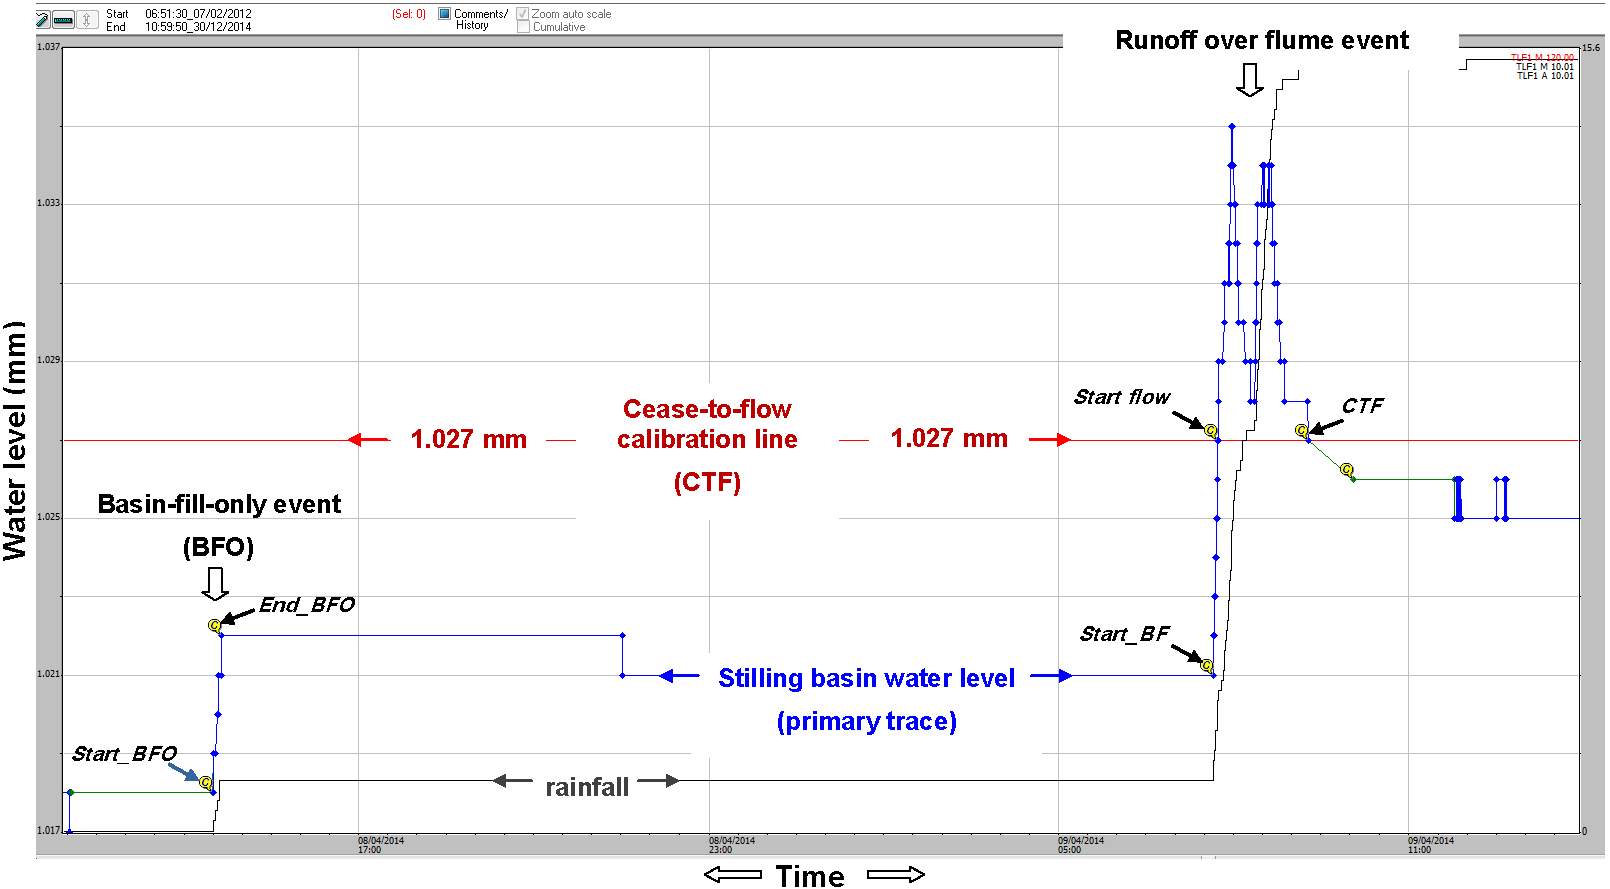 Start 06:51:30_07/02/2012 (Sel: 0) Comments/ Zoom auto scale
End 10:59:50_30/12/2014 History Cumulative
1.037 15.6
Runoff over flume event
TLF1 M 120.00
TLF1 M 10.01
TLF1 A 10.01
1.033
1.029
Start flow
CTF
Cease-to-flow
1.027 mm calibration line 1.027 mm
(CTF)
Basin-fill-only event
(BFO)
1.025
End_BFO
Start_BF
1.021
Stilling basin water level
(primary trace)
Start_BFO
rainfall
1.017 0
08/04/2014 08/04/2014 09/04/2014 09/04/2014
17:00 23:00 05:00 11:00
Time
Water level (mm)
C
C
C
C
C
C